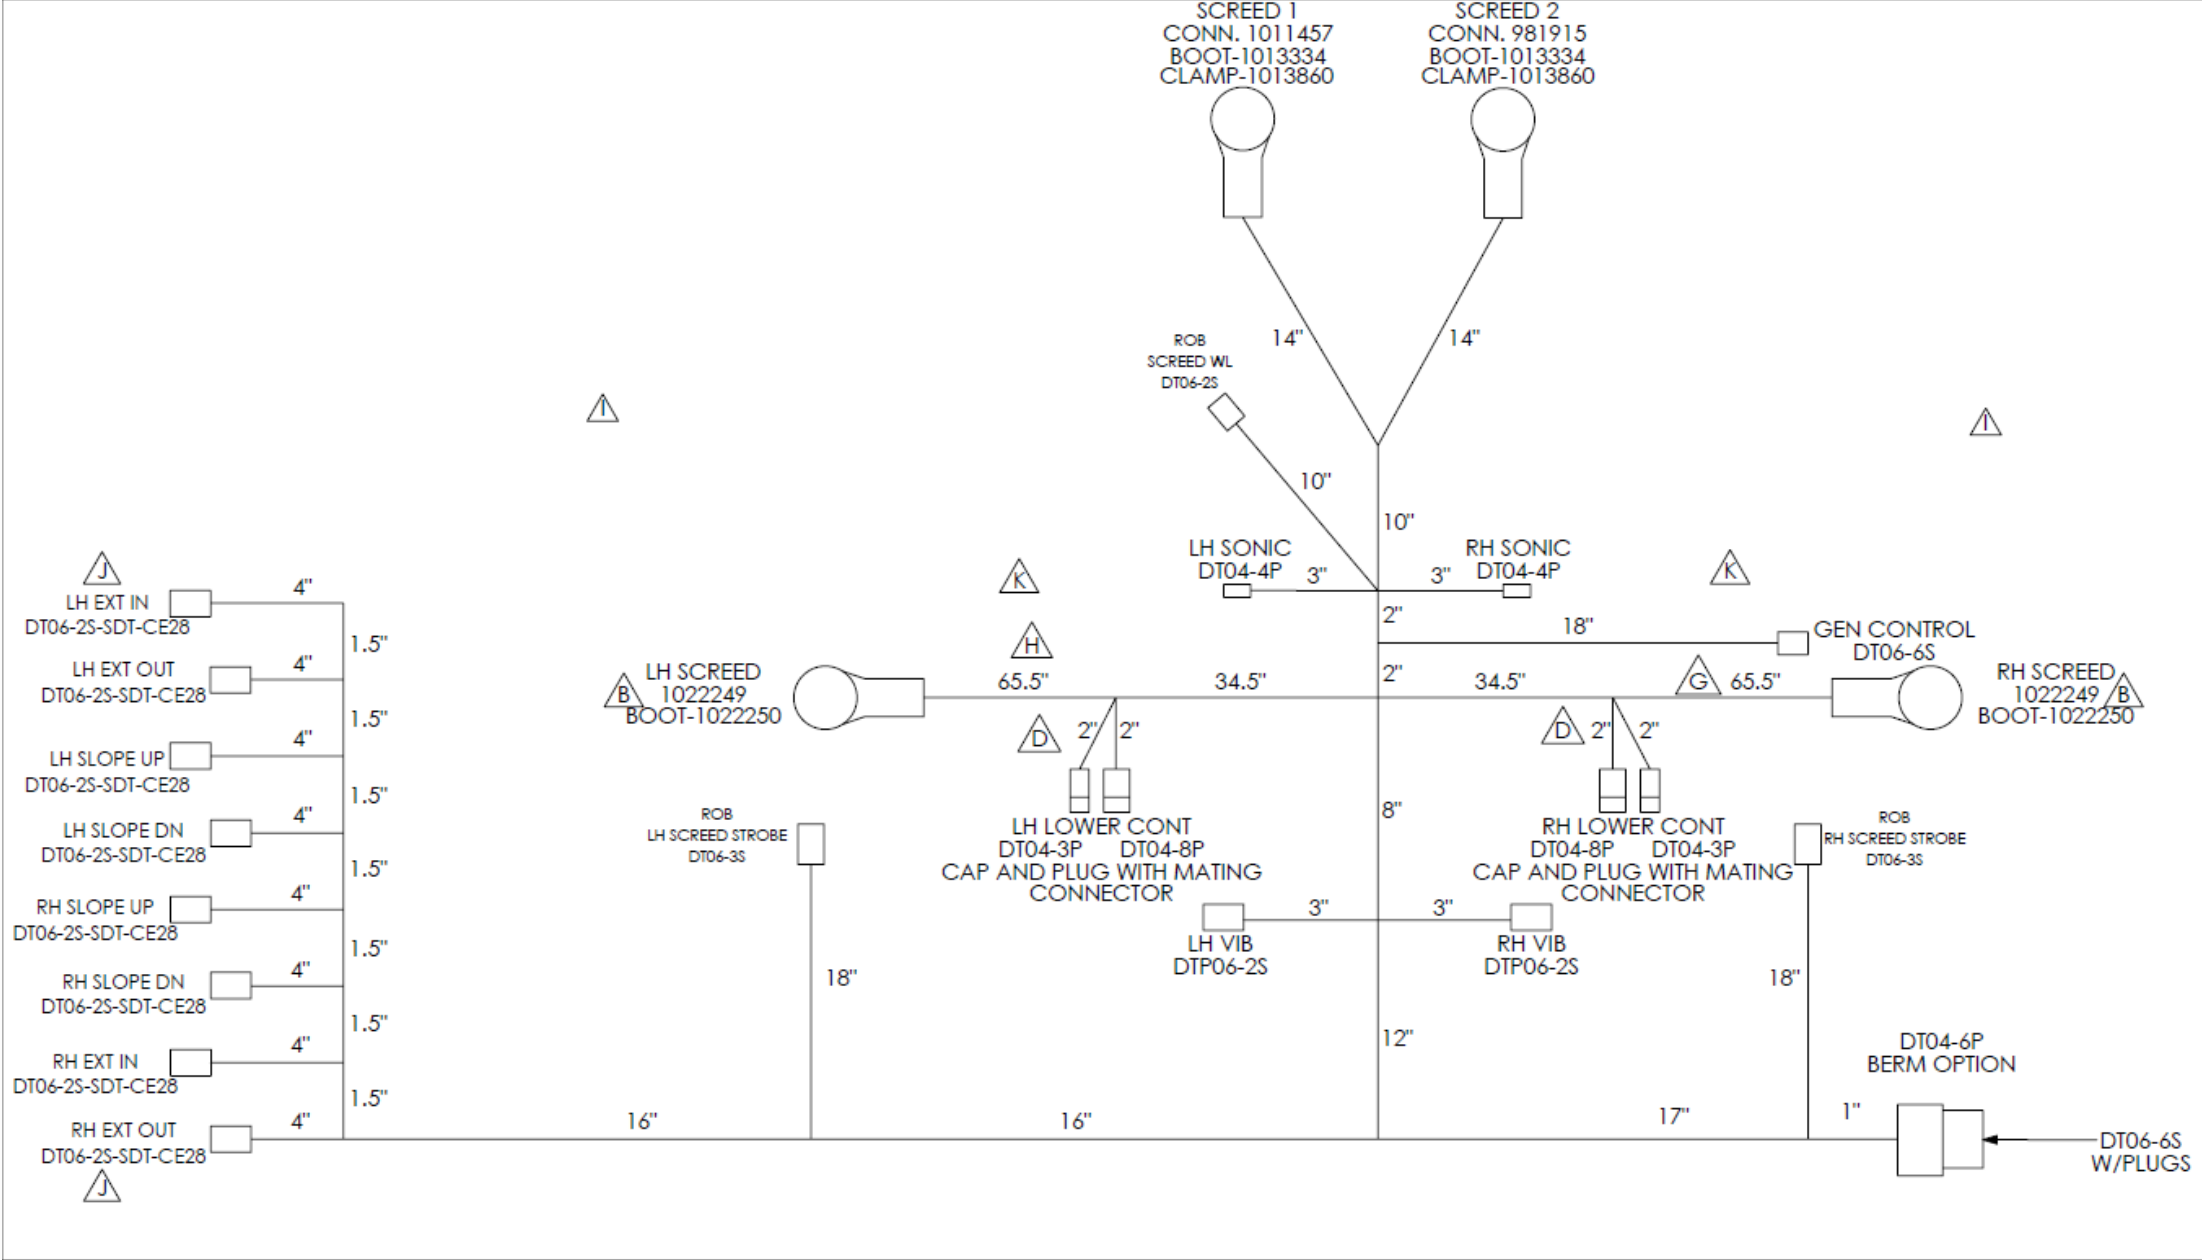 SCREED 1
CONN. 1011457
BOOT-1013334
CLAMP-1013860
SCREED 2
CONN. 981915
BOOT-1013334
CLAMP-1013860
14"
14"
ROB
SCREED WL
DT06-2S
I
I
10"
10"
LH SONIC
DT04-4P
3"
RH SONIC
DT04-4P
3"
K
K
2"
18"
GEN CONTROL
DT06-6S
H
B
LH SCREED
1022249
BOOT-1022250
65.5"
34.5"
2"
34.5"
G
65.5"
RH SCREED
1022249
BOOT-1022250
B
D
2"
2"
D
2"
2"
8"
LH LOWER CONT
DT04-3P DT04-8P
CAP AND PLUG WITH MATING
CONNECTOR
RH LOWER CONT
DT04-8P DT04-3P
CAP AND PLUG WITH MATING
CONNECTOR
ROB
LH SCREED STROBE
DT06-3S
ROB
RH SCREED STROBE
DT06-3S
3"
3"
LH VIB
DTP06-2S
RH VIB
DTP06-2S
18"
18"
12"
J
LH EXT IN
DT06-2S-SDT-CE28
4"
1.5"
LH EXT OUT
DT06-2S-SDT-CE28
4"
1.5"
LH SLOPE UP
DT06-2S-SDT-CE28
4"
1.5"
LH SLOPE DN
DT06-2S-SDT-CE28
4"
1.5"
RH SLOPE UP
DT06-2S-SDT-CE28
4"
1.5"
RH SLOPE DN
DT06-2S-SDT-CE28
4"
1.5"
RH EXT IN
DT06-2S-SDT-CE28
4"
1.5"
RH EXT OUT
DT06-2S-SDT-CE28
4"
J
16"
16"
17"
1"
DT04-6P
BERM OPTION
DT06-6S
W/PLUGS